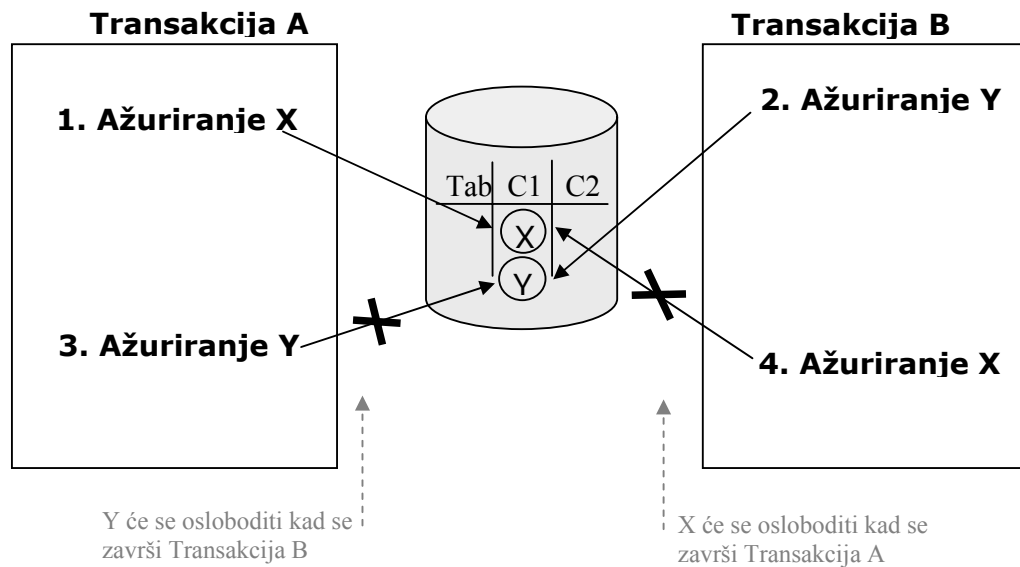 Transakcija A
Transakcija B
1. Ažuriranje X
2. Ažuriranje Y
Tab C1 C2
X
Y
3. Ažuriranje Y
4. Ažuriranje X
Y će se osloboditi kad se
završi Transakcija B
X će se osloboditi kad se
završi Transakcija A